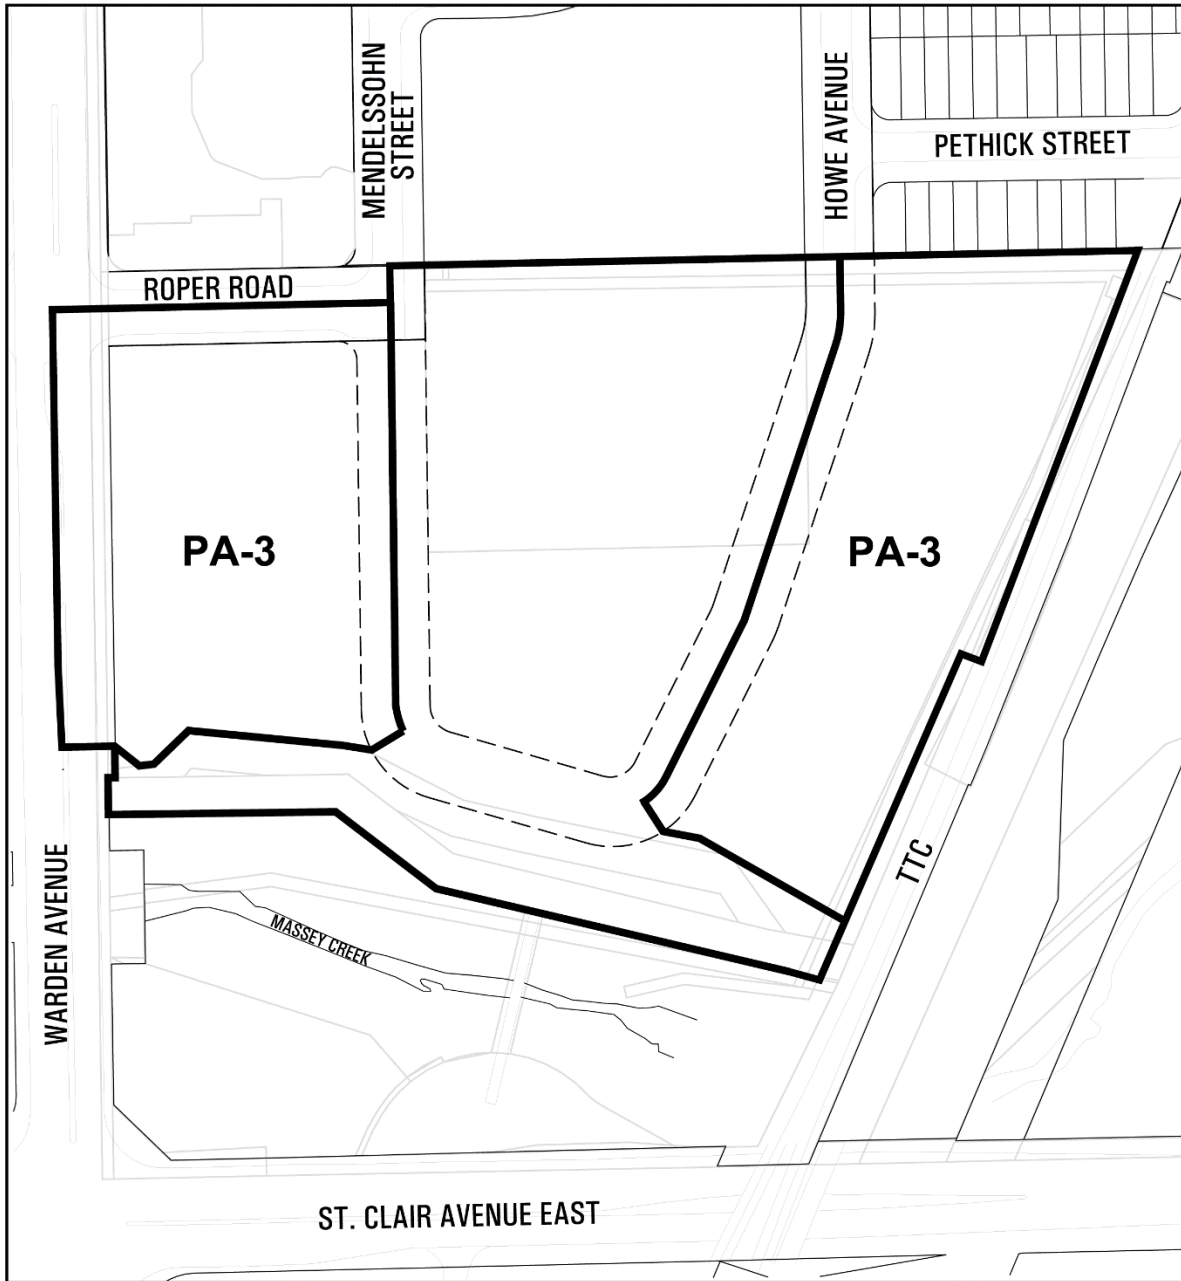 MENDELSSOHN
STREET
HOWE AVENUE
PETHICK STREET
ROPER ROAD
PA-3
PA-3
TTC
WARDEN AVENUE
MASSEY CREEK
ST. CLAIR AVENUE EAST